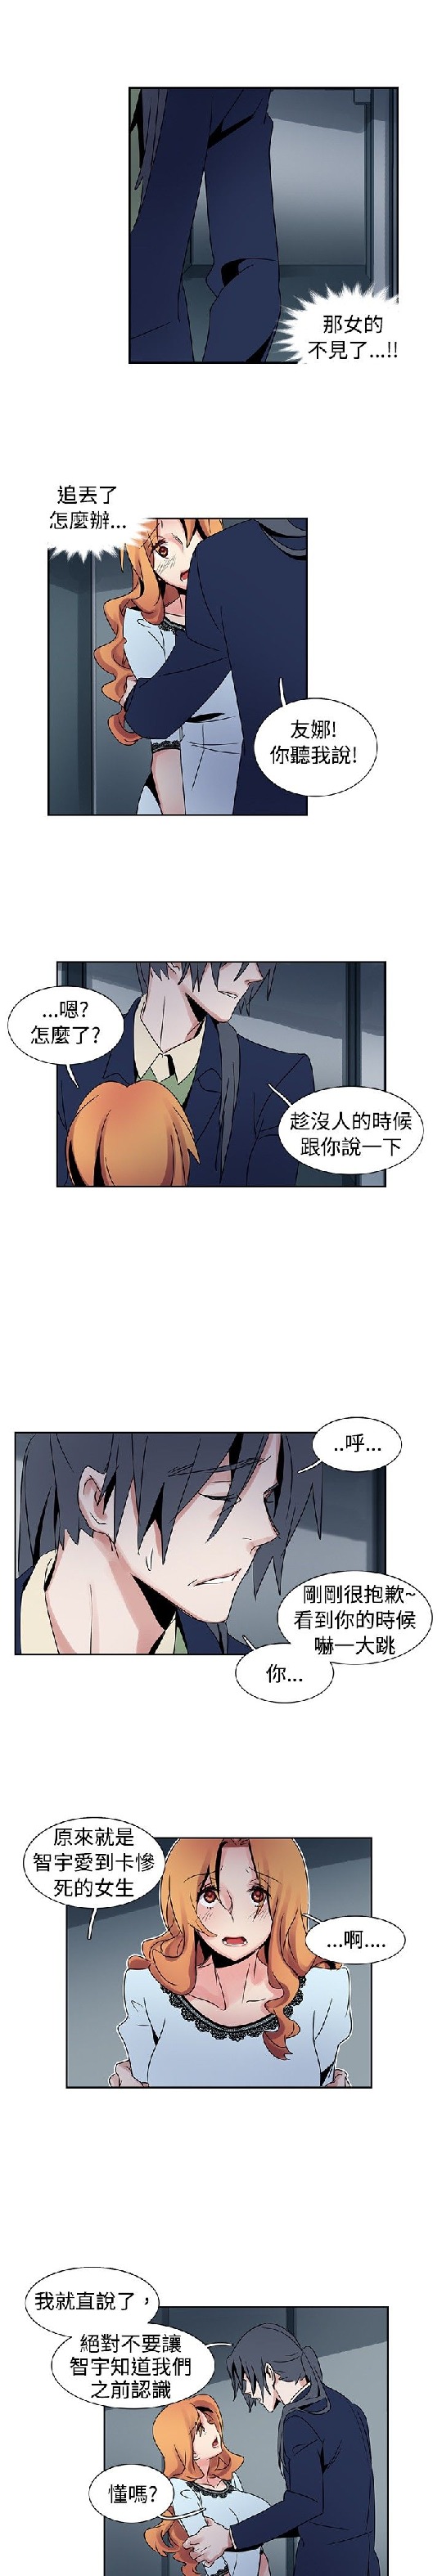 那女的
不見了...!!
追丟了
怎麼辦...
友娜!
你聽我說!
...嗯?
怎麼了?
趁沒人的時候
跟你說一下
..呼...
剛剛很抱歉~
看到你的時候
嚇一大跳
你...
原來就是
智宇愛到卡慘
死的女生
...啊....
我就直說了，
絕對不要讓
智宇知道我們
之前認識
懂嗎?